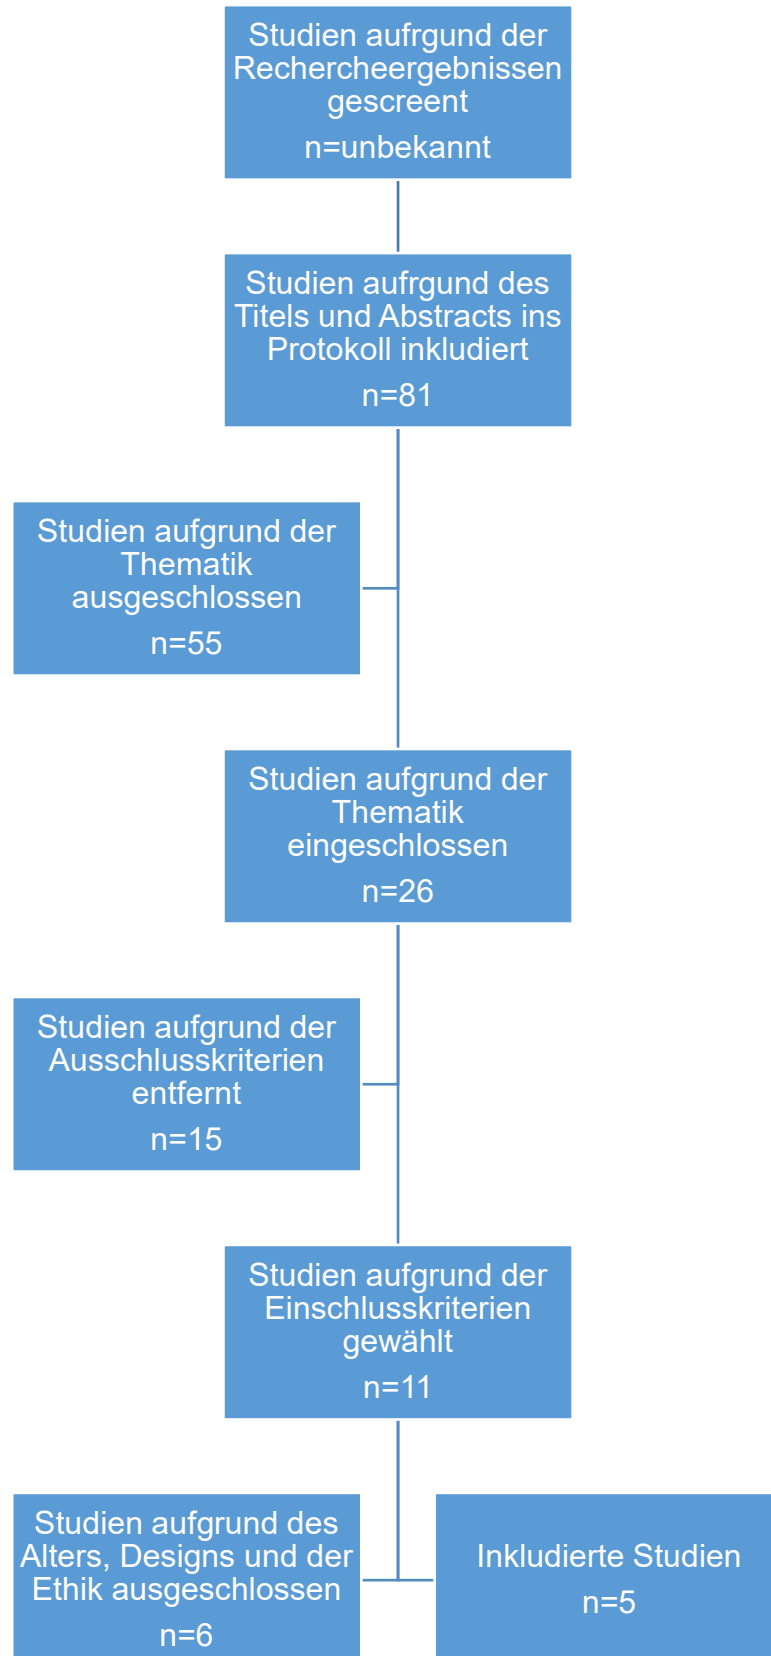 Studien aufrgund der
Rechercheergebnissen
gescreent
n=unbekannt
Studien aufrgund des
Titels und Abstracts ins
Protokoll inkludiert
n=81
Studien aufgrund der
Thematik
ausgeschlossen
n=55
Studien aufgrund der
Thematik
eingeschlossen
n=26
Studien aufgrund der
Ausschlusskriterien
entfernt
n=15
Studien aufgrund der
Einschlusskriterien
gewählt
n=11
Studien aufgrund des
Alters, Designs und der
Ethik ausgeschlossen
n=6
Inkludierte Studien
n=5